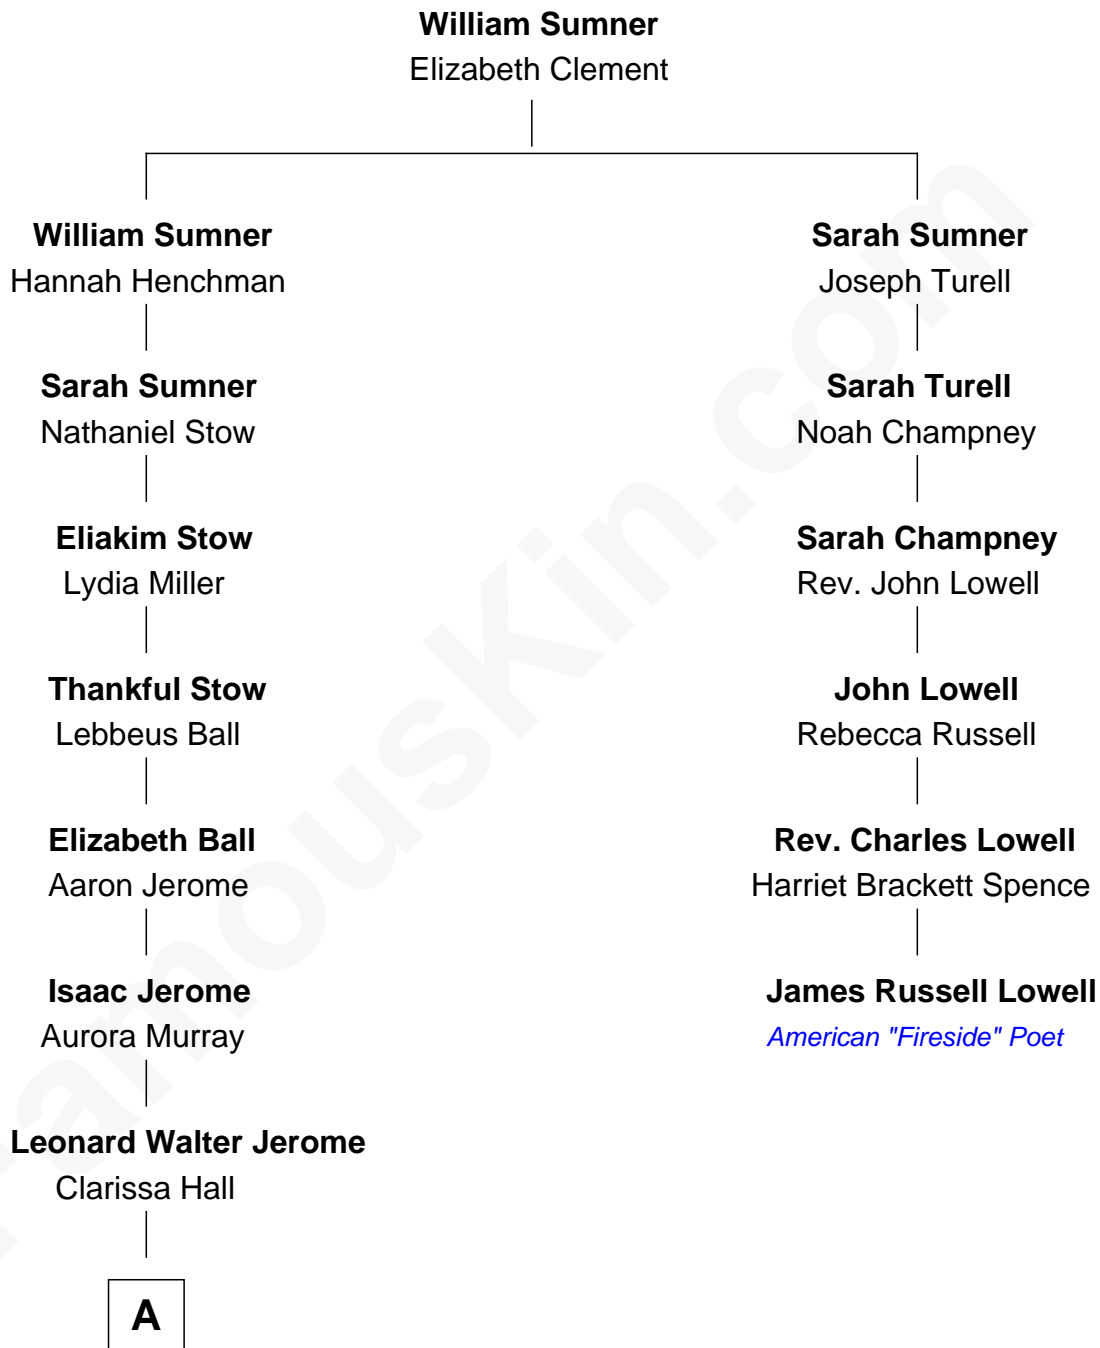 William Sumner
Elizabeth Clement
William Sumner
Hannah Henchman
Sarah Sumner
Nathaniel Stow
Eliakim Stow
Lydia Miller
Thankful Stow
Lebbeus Ball
Elizabeth Ball
Aaron Jerome
Isaac Jerome
Aurora Murray
Leonard Walter Jerome
Clarissa Hall
A
Sarah Sumner
Joseph Turell
Sarah Turell
Noah Champney
Sarah Champney
Rev. John Lowell
John Lowell
Rebecca Russell
Rev. Charles Lowell
Harriet Brackett Spence
James Russell Lowell
American "Fireside" Poet
FamousKin.com